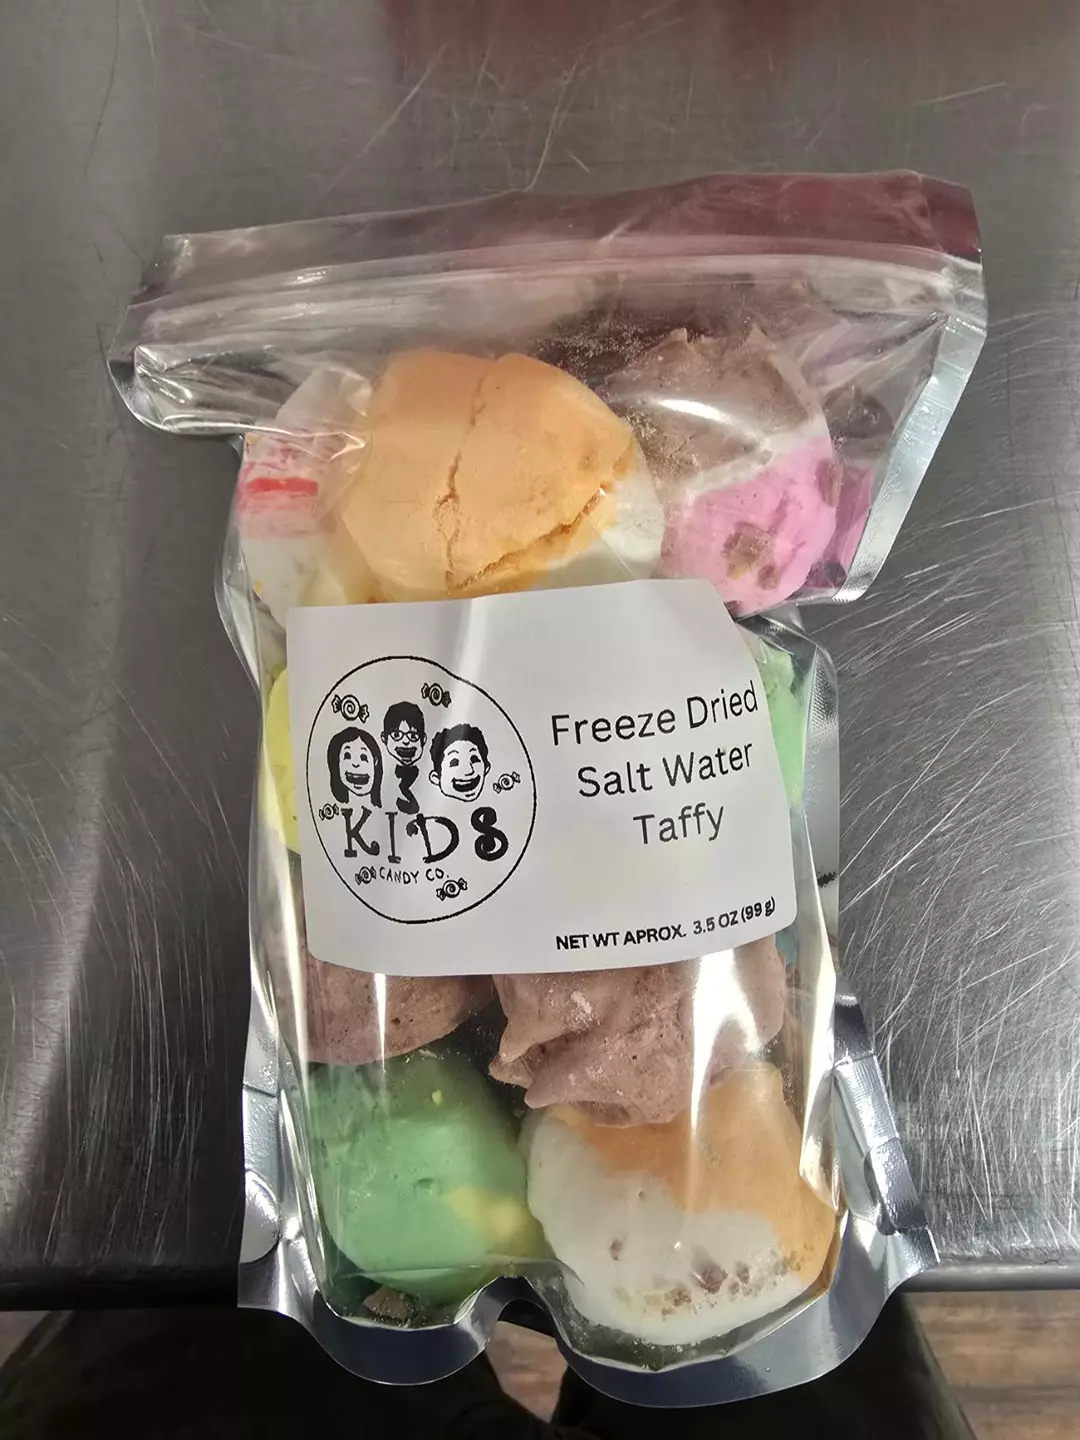 Freeze Dried
Salt Water
Taffy
3
KIDS
CANDY CO.
NET WT APROX. 3.5 OZ (99 g)